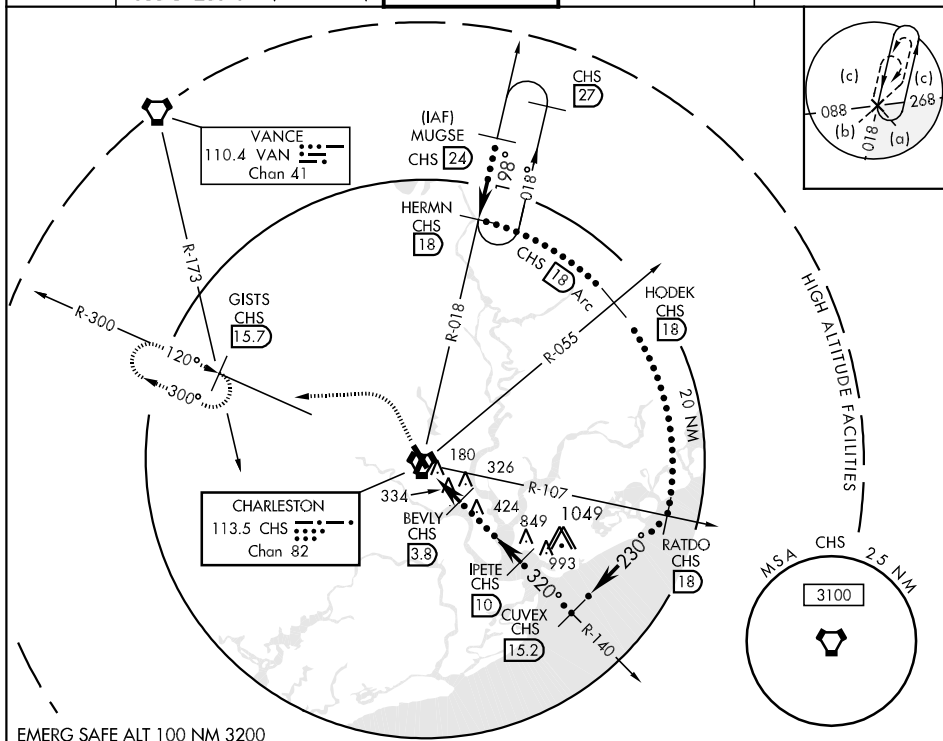 CHS
27
(IAF)
MUGSE
CHS 24
198°
018°
(c)
(c)
088
268
(b)
018
(a)
VANCE
110.4 VAN
Chan 41
HERMN
CHS
18
CHS 18 Arc
R-173
R-018
R-055
HODEK
CHS
18
HIGH ALTITUDE FACILITIES
GISTS
CHS
15.7
R-300
120°
300°
20 NM
180
326
334
424
R-107
CHARLESTON
113.5 CHS
Chan 82
BEVLY
CHS
3.8
849
1049
993
230°
RATDO
CHS
18
IPETE
CHS
10
320°
CUVEX
CHS
15.2
R-140
MSA CHS 25 NM
3100
EMERG SAFE ALT 100 NM 3200